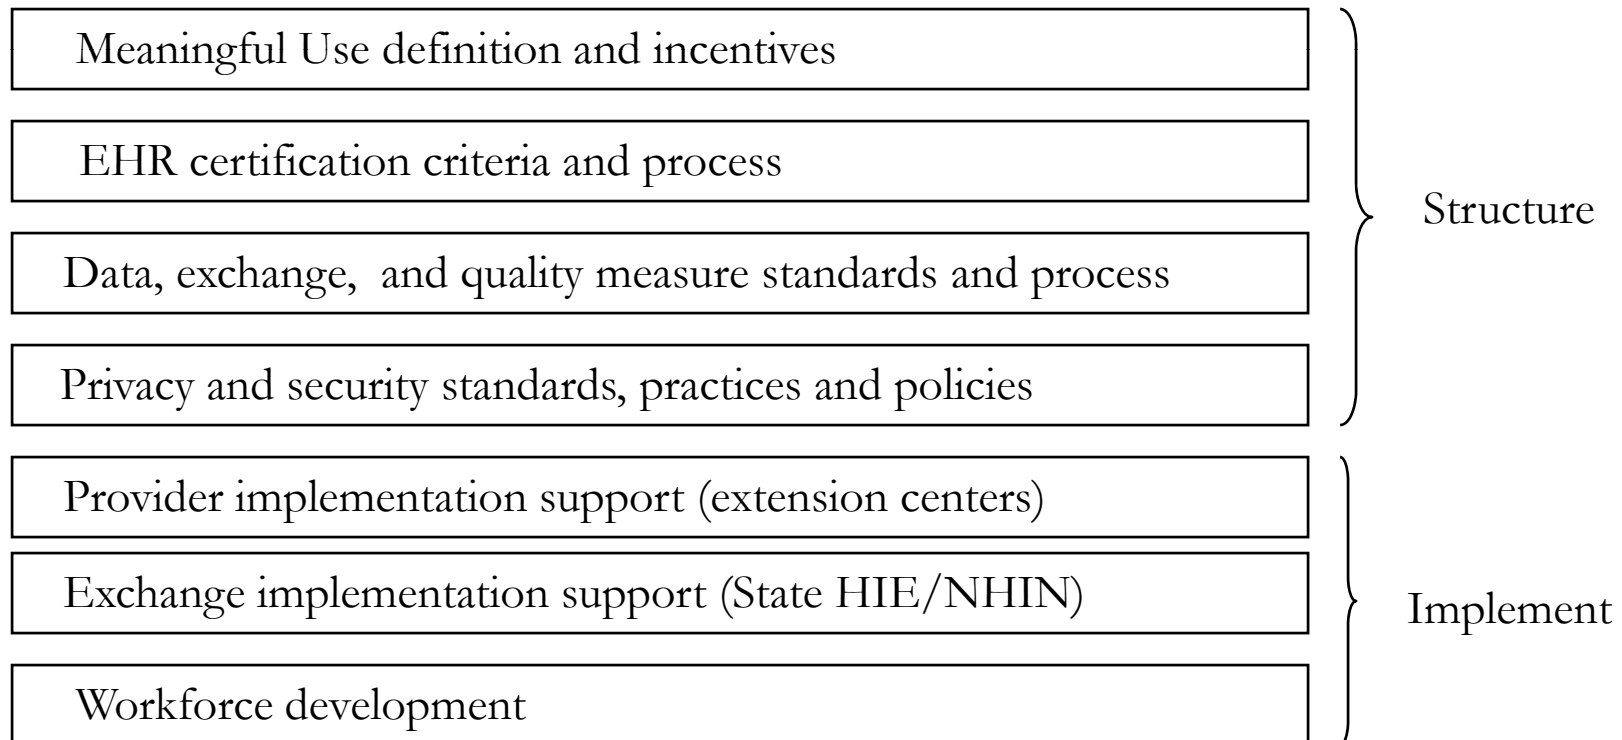 Meaningful Use definition and incentives
EHR certification criteria and process
Data, exchange,  and quality measure standards and process
Privacy and security standards, practices and policies
Structure
Provider implementation support (extension centers)
Exchange implementation support (State HIE/NHIN)
Workforce development
Implement